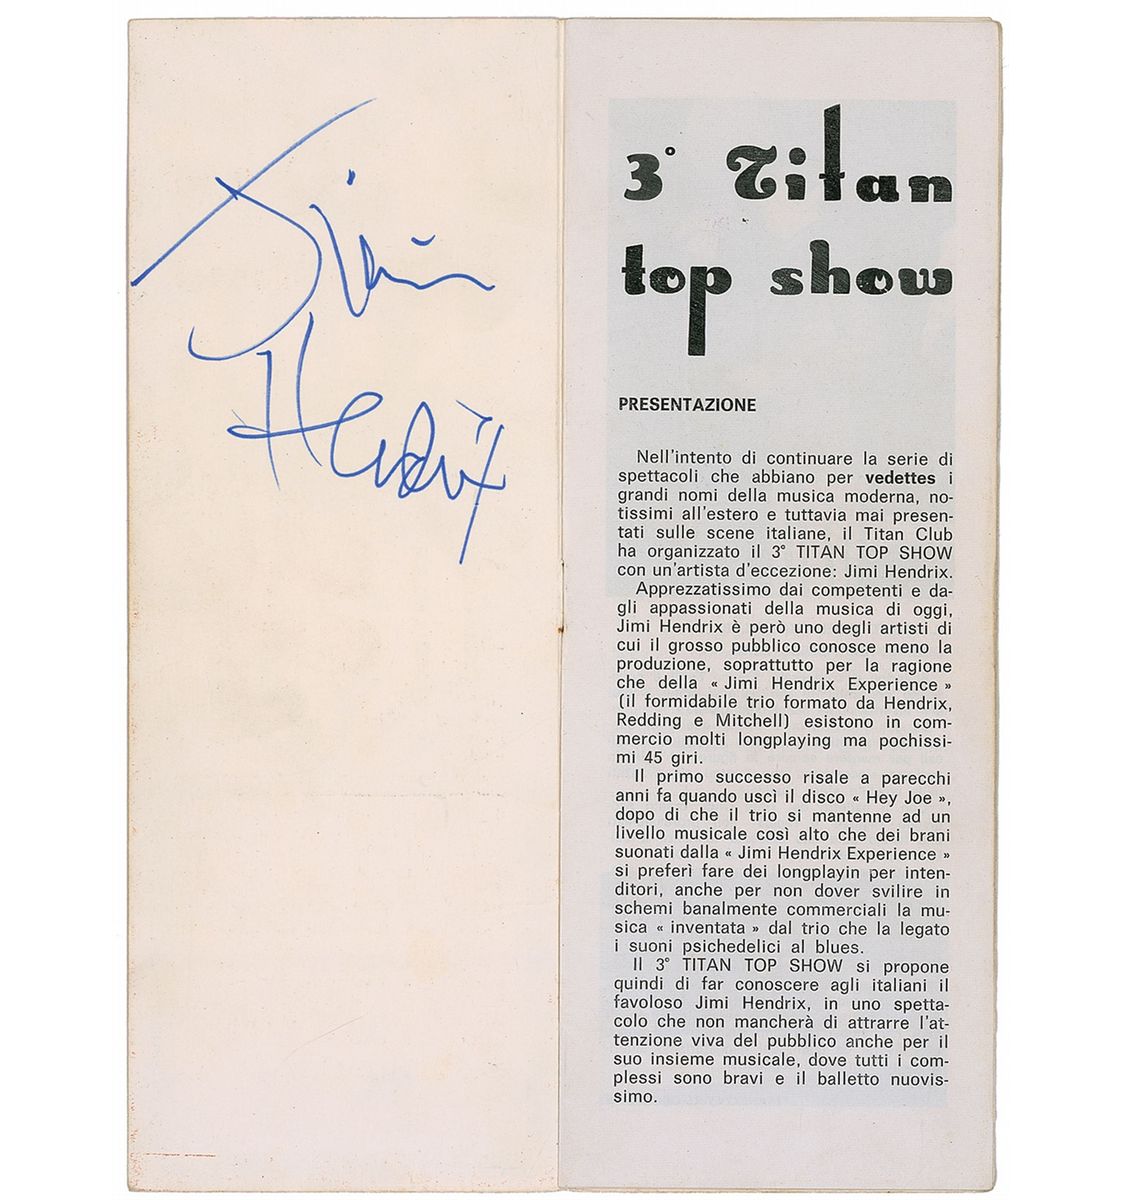 Jimi
Hendrix
3° Titan
top show
PRESENTAZIONE
Nell'intento di continuare la serie di
spettacoli che abbiano per vedettes i
grandi nomi della musica moderna, no-
tissimi all'estero e tuttavia mai presen-
tati sulle scene italiane, il Titan Club
ha organizzato il 3° TITAN TOP SHOW
con un'artista d'eccezione: Jimi Hendrix.
Apprezzatissimo dai competenti e da-
gli appassionati della musica di oggi,
Jimi Hendrix è però uno degli artisti di
cui il grosso pubblico conosce meno la
produzione, soprattutto per la ragione
che della « Jimi Hendrix Experience »
(il formidabile trio formato da Hendrix,
Redding e Mitchell) esistono in com-
mercio molti longplaying ma pochissi-
mi 45 giri.
Il primo successo risale a parecchi
anni fa quando uscì il disco « Hey Joe »,
dopo di che il trio si mantenne ad un
livello musicale così alto che dei brani
suonati dalla « Jimi Hendrix Experience »
si preferì fare dei longplayin per inten-
ditori, anche per non dover svilire in
schemi banalmente commerciali la mu-
sica « inventata » dal trio che la legato
i suoni psichedelici al blues.
Il 3° TITAN TOP SHOW si propone
quindi di far conoscere agli italiani il
favoloso Jimi Hendrix, in uno spetta-
colo che non mancherà di attrarre l'at-
tenzione viva del pubblico anche per il
suo insieme musicale, dove tutti i com-
plessi sono bravi e il balletto nuovis-
simo.